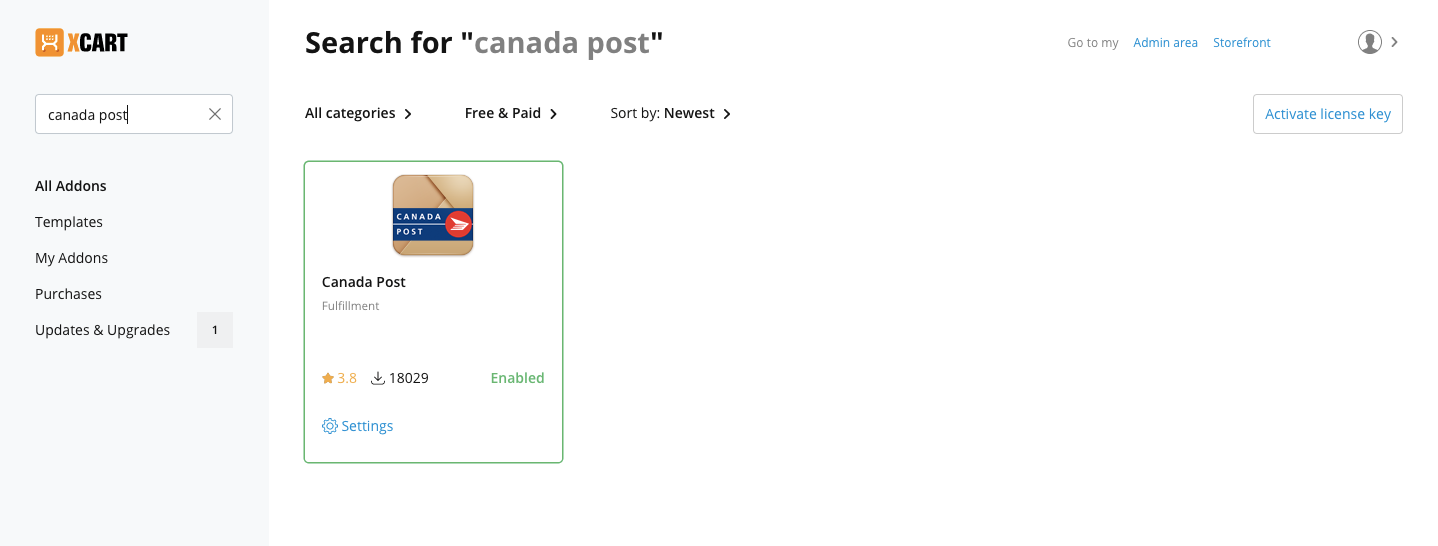 XCART
canada post
All Addons
Templates
My Addons
Purchases
Updates & Upgrades 1
Search for "canada post"
Go to my Admin area Storefront
All categories Free & Paid Sort by: Newest Activate license key
CANADA
POST
Canada Post
Fulfillment
3.8 18029 Enabled
Settings